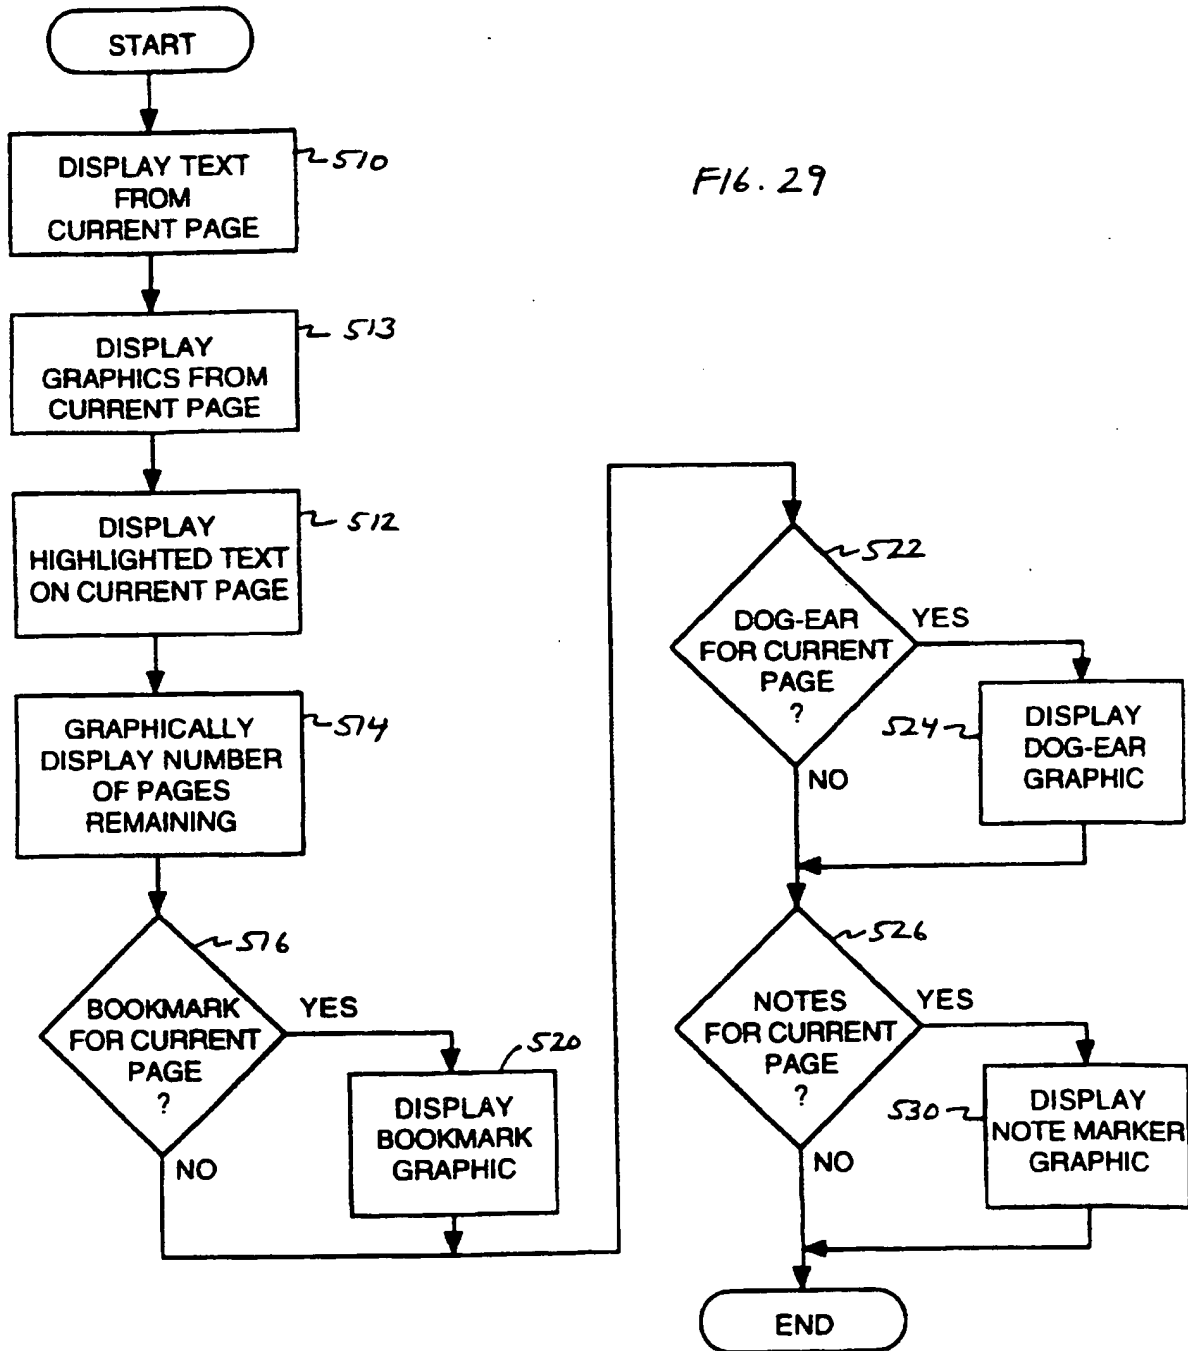 START
DISPLAY TEXT
FROM
CURRENT PAGE
510
FIG. 29
DISPLAY
GRAPHICS FROM
CURRENT PAGE
513
DISPLAY
HIGHLIGHTED TEXT
ON CURRENT PAGE
512
GRAPHICALLY
DISPLAY NUMBER
OF PAGES
REMAINING
514
BOOKMARK
FOR CURRENT
PAGE
?
516
YES
NO
DISPLAY
BOOKMARK
GRAPHIC
520
DOG-EAR
FOR CURRENT
PAGE
?
522
YES
NO
DISPLAY
DOG-EAR
GRAPHIC
524
NOTES
FOR CURRENT
PAGE
?
526
YES
NO
DISPLAY
NOTE MARKER
GRAPHIC
530
END